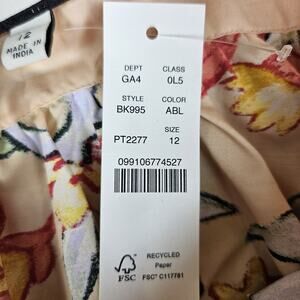 12
MADE IN
INDIA
DEPT CLASS
GA4 0L5
STYLE COLOR
BK995 ABL
SIZE
PT2277 12
099106774527
RECYCLED
Paper
FSC
FSC® C117781